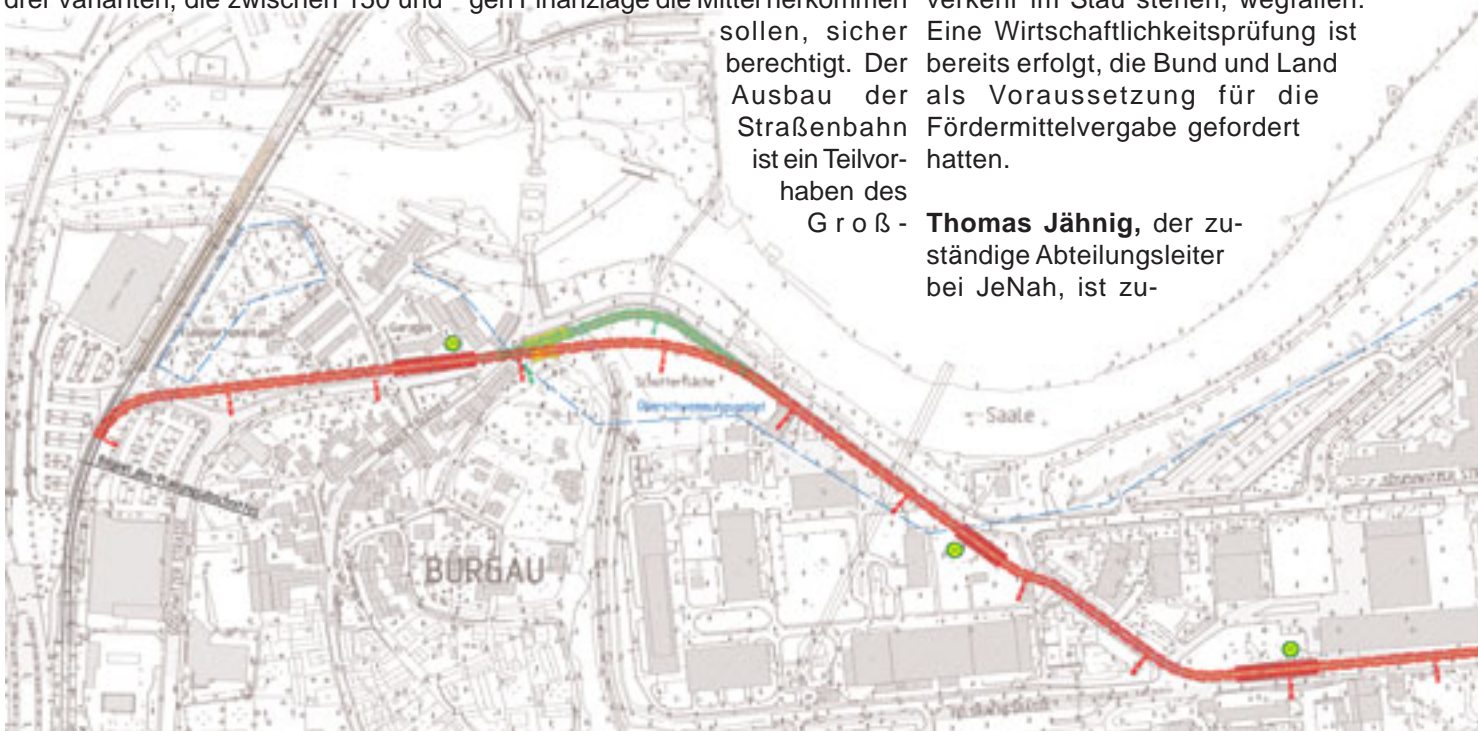 drei Varianten, die zwischen 150 und
gen Finanzlage die Mittel herkommen
sollen, sicher
berechtigt. Der
Ausbau der
Straßenbahn
ist ein Teilvor-
haben des
Groß-
verkehr im Stau stehen, wegfallen.
Eine Wirtschaftlichkeitsprüfung ist
bereits erfolgt, die Bund und Land
als Voraussetzung für die
Fördermittelvergabe gefordert
hatten.
Thomas Jähnig, der zu-
ständige Abteilungsleiter
bei JeNah, ist zu-
Garagen
Schotterfläche
Überschwemmungsgebiet
Saale
BURGAU